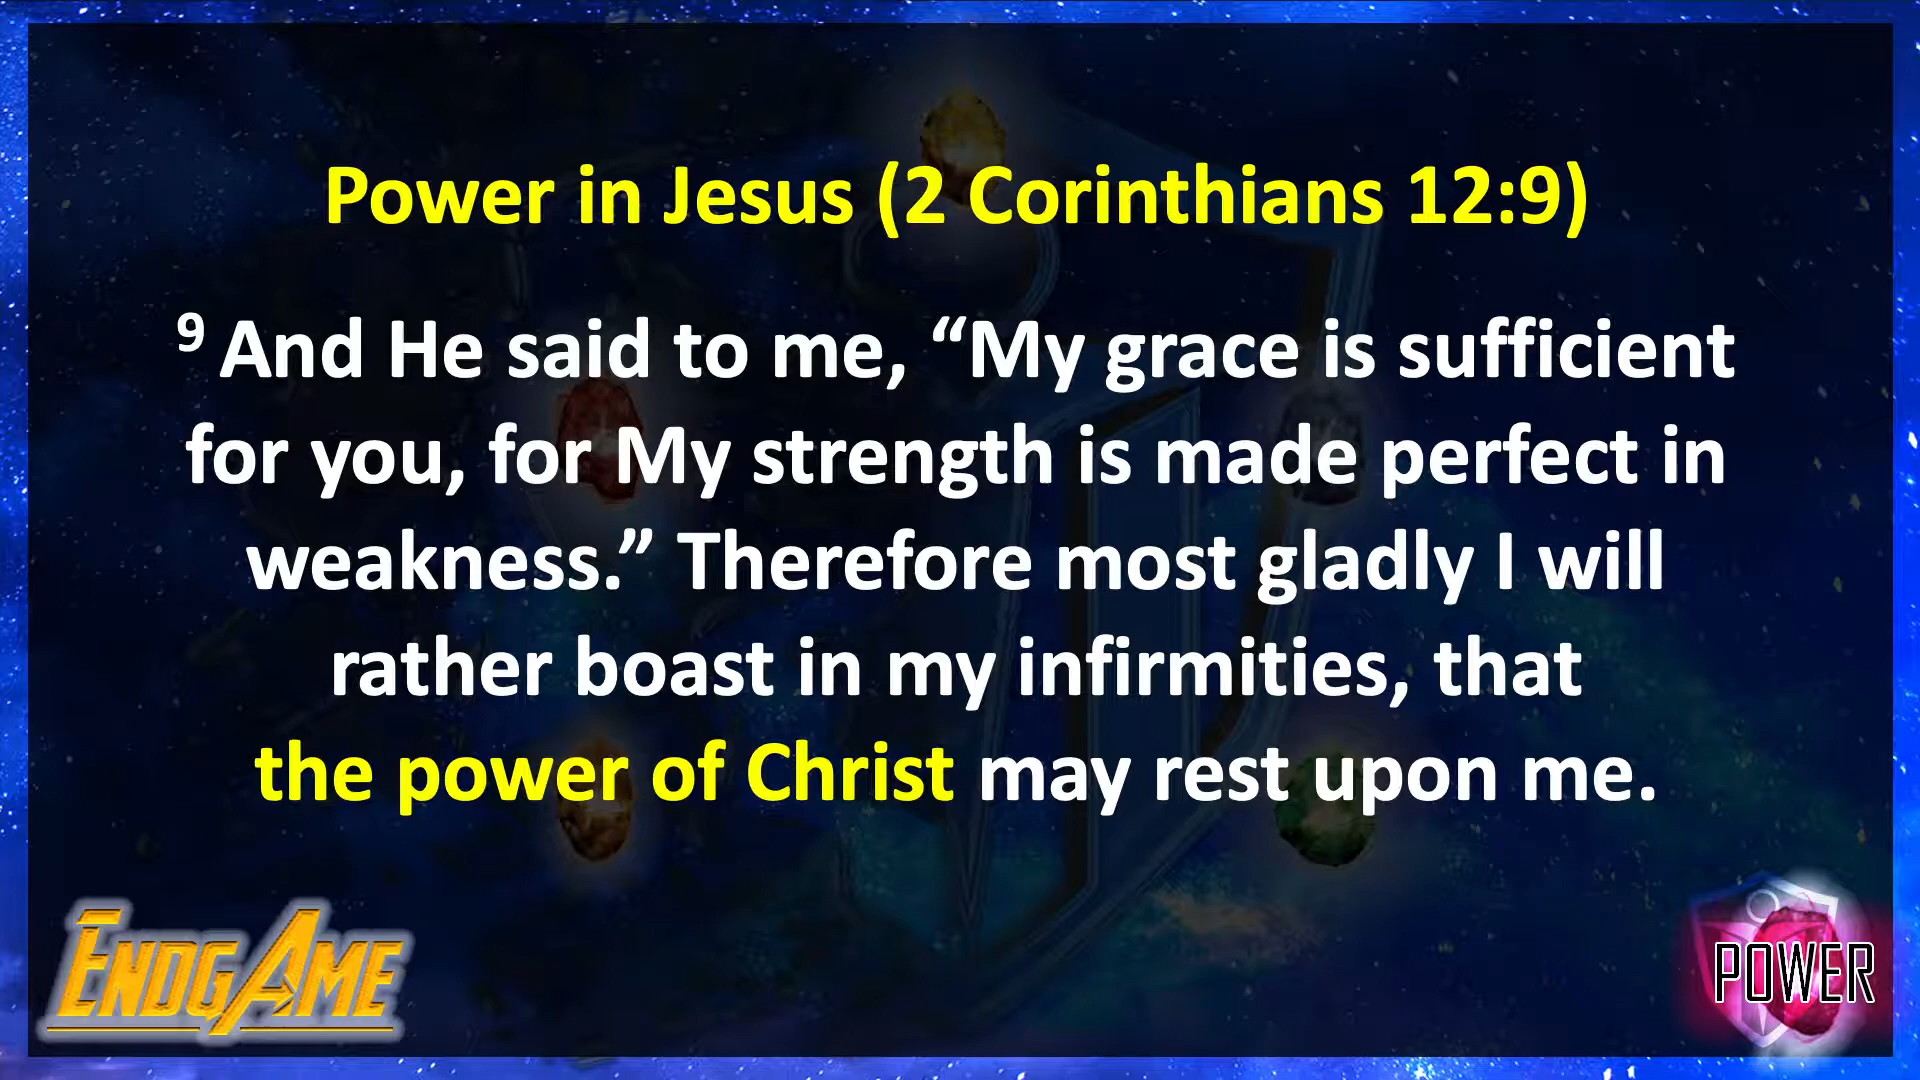 Power in Jesus (2 Corinthians 12:9)
9 And He said to me, “My grace is sufficient
for you, for My strength is made perfect in
weakness.” Therefore most gladly I will
rather boast in my infirmities, that
the power of Christ may rest upon me.
ENDGAME
POWER